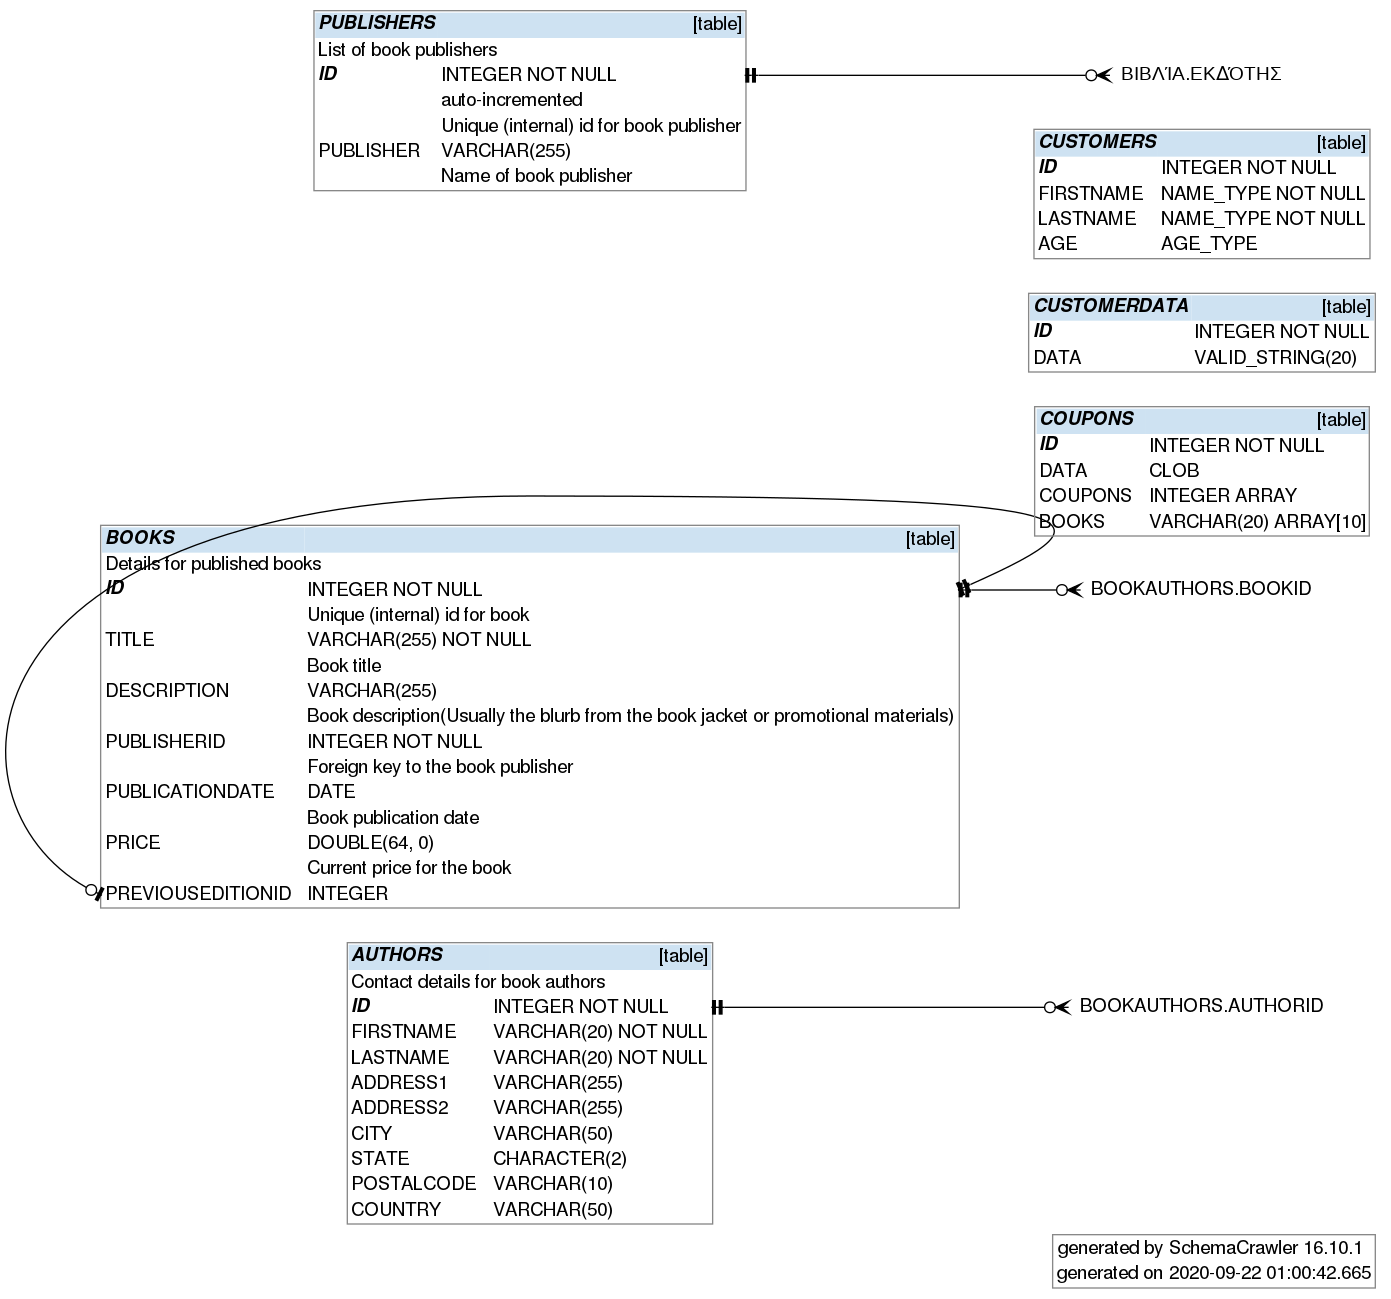 PUBLISHERS [table]
List of book publishers
ID INTEGER NOT NULL
auto-incremented
Unique (internal) id for book publisher
PUBLISHER VARCHAR(255)
Name of book publisher
ΒΙΒΛΊΑ.ΕΚΔΌΤΗΣ
CUSTOMERS [table]
ID INTEGER NOT NULL
FIRSTNAME NAME_TYPE NOT NULL
LASTNAME NAME_TYPE NOT NULL
AGE AGE_TYPE
CUSTOMERDATA [table]
ID INTEGER NOT NULL
DATA VALID_STRING(20)
COUPONS [table]
ID INTEGER NOT NULL
DATA CLOB
COUPONS INTEGER ARRAY
BOOKS VARCHAR(20) ARRAY[10]
BOOKS [table]
Details for published books
ID INTEGER NOT NULL
Unique (internal) id for book
TITLE VARCHAR(255) NOT NULL
Book title
DESCRIPTION VARCHAR(255)
Book description(Usually the blurb from the book jacket or promotional materials)
PUBLISHERID INTEGER NOT NULL
Foreign key to the book publisher
PUBLICATIONDATE DATE
Book publication date
PRICE DOUBLE(64, 0)
Current price for the book
PREVIOUSEDITIONID INTEGER
BOOKAUTHORS.BOOKID
AUTHORS [table]
Contact details for book authors
ID INTEGER NOT NULL
FIRSTNAME VARCHAR(20) NOT NULL
LASTNAME VARCHAR(20) NOT NULL
ADDRESS1 VARCHAR(255)
ADDRESS2 VARCHAR(255)
CITY VARCHAR(50)
STATE CHARACTER(2)
POSTALCODE VARCHAR(10)
COUNTRY VARCHAR(50)
BOOKAUTHORS.AUTHORID
generated by SchemaCrawler 16.10.1
generated on 2020-09-22 01:00:42.665